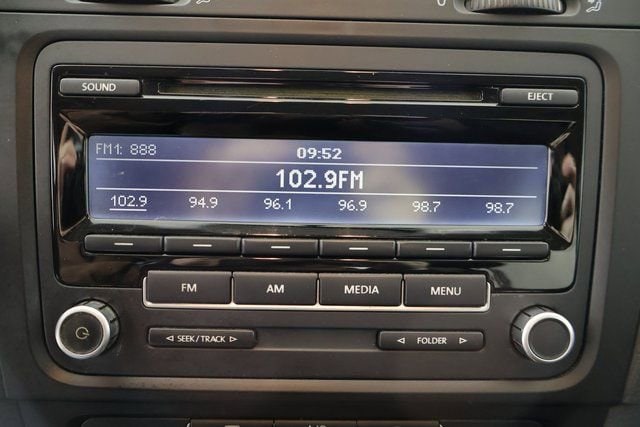 SOUND
EJECT
FM1: 888
09:52
102.9FM
102.9 94.9 96.1 96.9 98.7 98.7
FM AM MEDIA MENU
◁ SEEK/TRACK ▷ ◁ FOLDER ▷